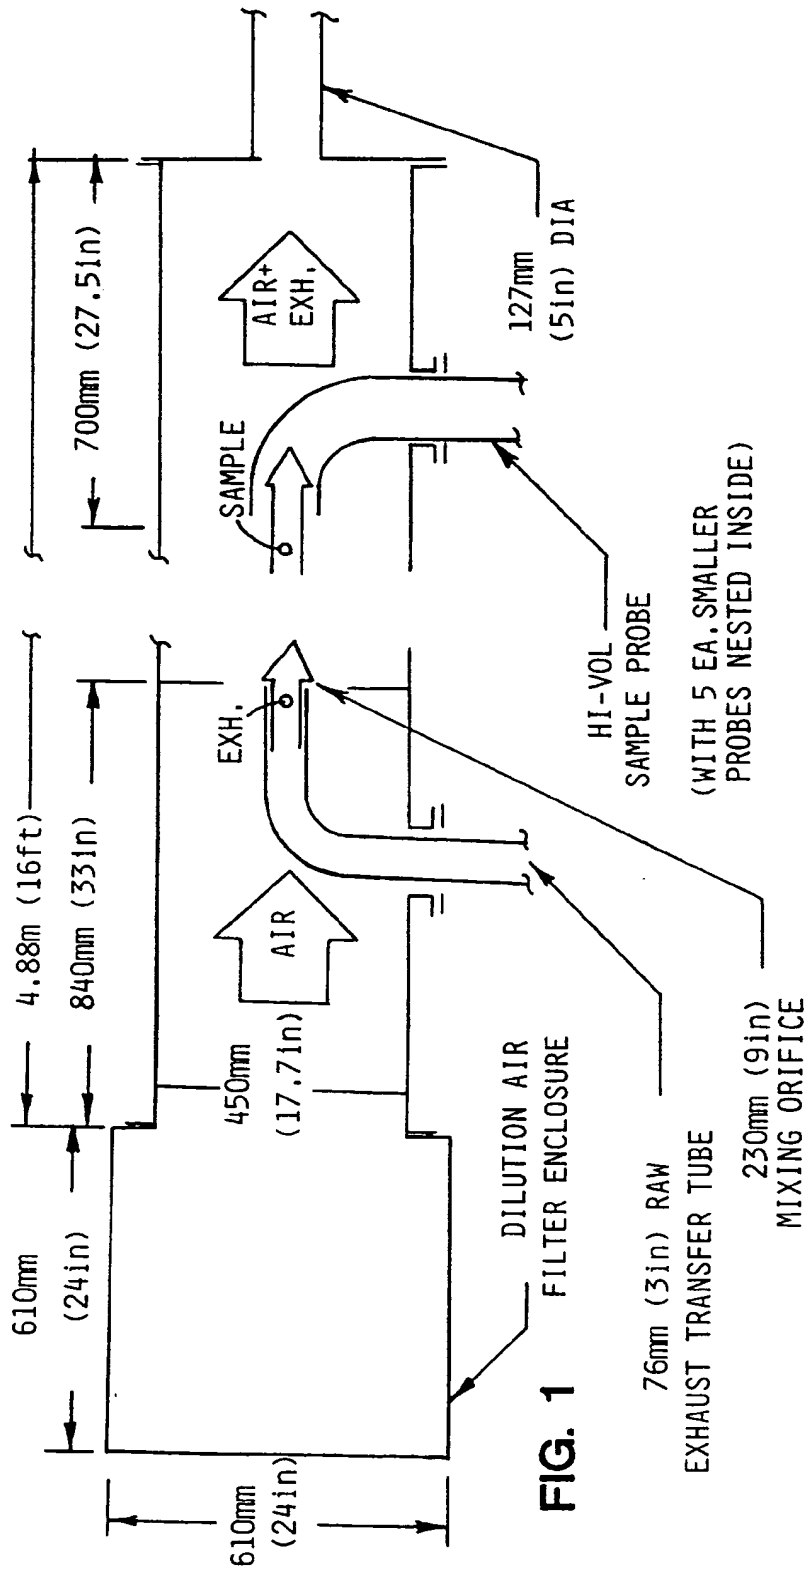 610mm
(24in)
4.88m (16ft)
840mm (33in)
700mm (27.5in)
610mm
(24in)
450mm
(17.7in)
AIR
EXH.
SAMPLE
AIR+
EXH.
127mm
(5in) DIA
HI-VOL
SAMPLE PROBE
(WITH 5 EA. SMALLER
PROBES NESTED INSIDE)
DILUTION AIR
FILTER ENCLOSURE
76mm (3in) RAW
EXHAUST TRANSFER TUBE
230mm (9in)
MIXING ORIFICE
FIG. 1